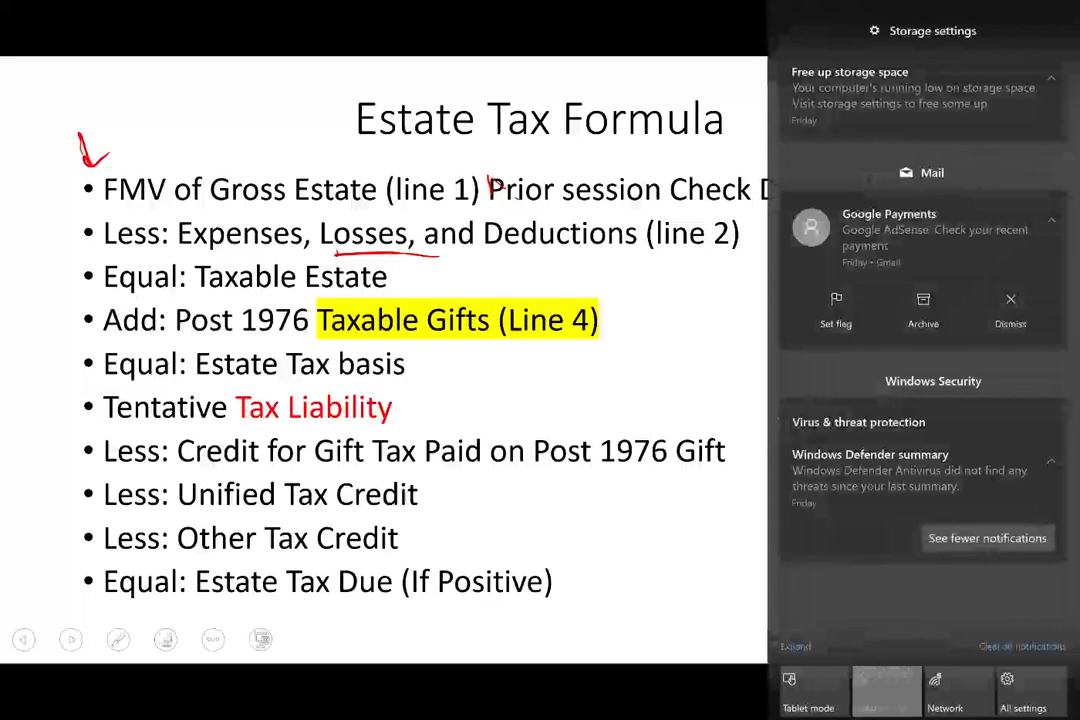 Estate Tax Formula
• FMV of Gross Estate (line 1) Prior session Check
• Less: Expenses, Losses, and Deductions (line 2)
• Equal: Taxable Estate
• Add: Post 1976 Taxable Gifts (Line 4)
• Equal: Estate Tax basis
• Tentative Tax Liability
• Less: Credit for Gift Tax Paid on Post 1976 Gift
• Less: Unified Tax Credit
• Less: Other Tax Credit
• Equal: Estate Tax Due (If Positive)
Storage settings
Free up storage space
Your computer's running low on storage space.
Visit storage settings to free some up
Friday
Mail
Google Payments
Google AdSense: Check your recent
payment
Friday • Gmail
Set flag
Archive
Dismiss
Windows Security
Virus & threat protection
Windows Defender summary
Windows Defender Antivirus did not find any
threats since your last summary.
Friday
See fewer notifications
Expand
Clear all notifications
Tablet mode
Network
All settings